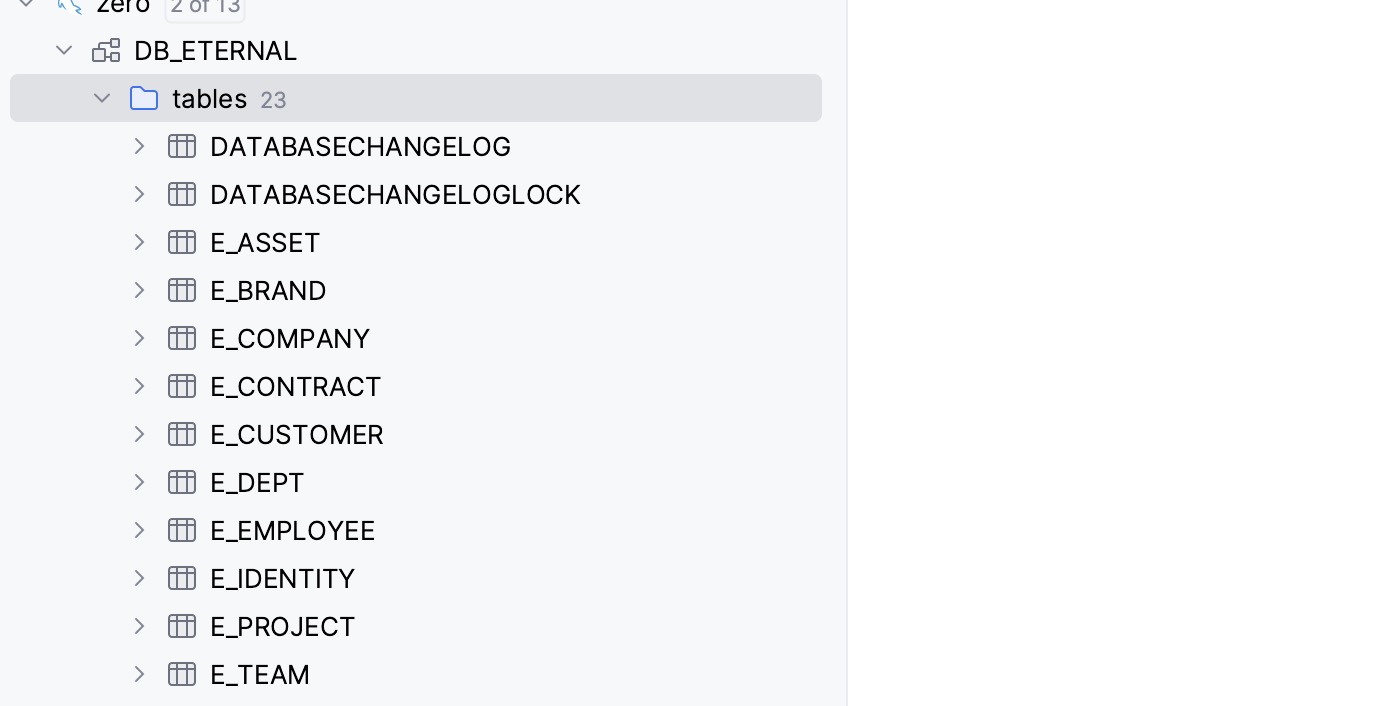 zero 2 of 13
DB_ETERNAL
tables 23
DATABASECHANGELOG
DATABASECHANGELOGLOCK
E_ASSET
E_BRAND
E_COMPANY
E_CONTRACT
E_CUSTOMER
E_DEPT
E_EMPLOYEE
E_IDENTITY
E_PROJECT
E_TEAM